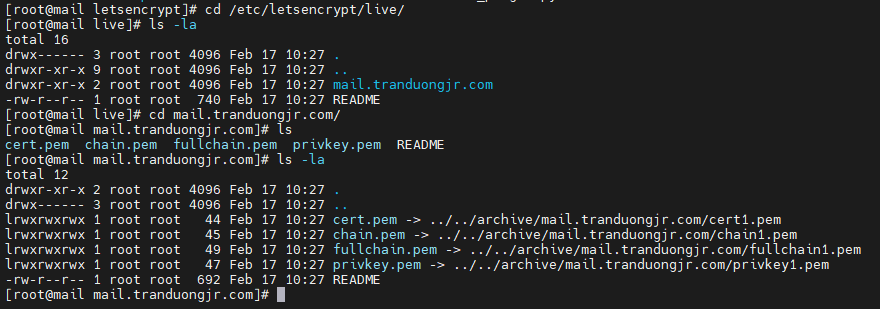 [root@mail letsencrypt]# cd /etc/letsencrypt/live/
[root@mail live]# ls -la
total 16
drwx------ 3 root root 4096 Feb 17 10:27 .
drwxr-xr-x 9 root root 4096 Feb 17 10:27 ..
drwxr-xr-x 2 root root 4096 Feb 17 10:27 mail.tranduongjr.com
-rw-r--r-- 1 root root  740 Feb 17 10:27 README
[root@mail live]# cd mail.tranduongjr.com/
[root@mail mail.tranduongjr.com]# ls
cert.pem  chain.pem  fullchain.pem  privkey.pem  README
[root@mail mail.tranduongjr.com]# ls -la
total 12
drwxr-xr-x 2 root root 4096 Feb 17 10:27 .
drwx------ 3 root root 4096 Feb 17 10:27 ..
lrwxrwxrwx 1 root root   44 Feb 17 10:27 cert.pem -> ../../archive/mail.tranduongjr.com/cert1.pem
lrwxrwxrwx 1 root root   45 Feb 17 10:27 chain.pem -> ../../archive/mail.tranduongjr.com/chain1.pem
lrwxrwxrwx 1 root root   49 Feb 17 10:27 fullchain.pem -> ../../archive/mail.tranduongjr.com/fullchain1.pem
lrwxrwxrwx 1 root root   47 Feb 17 10:27 privkey.pem -> ../../archive/mail.tranduongjr.com/privkey1.pem
-rw-r--r-- 1 root root  692 Feb 17 10:27 README
[root@mail mail.tranduongjr.com]#